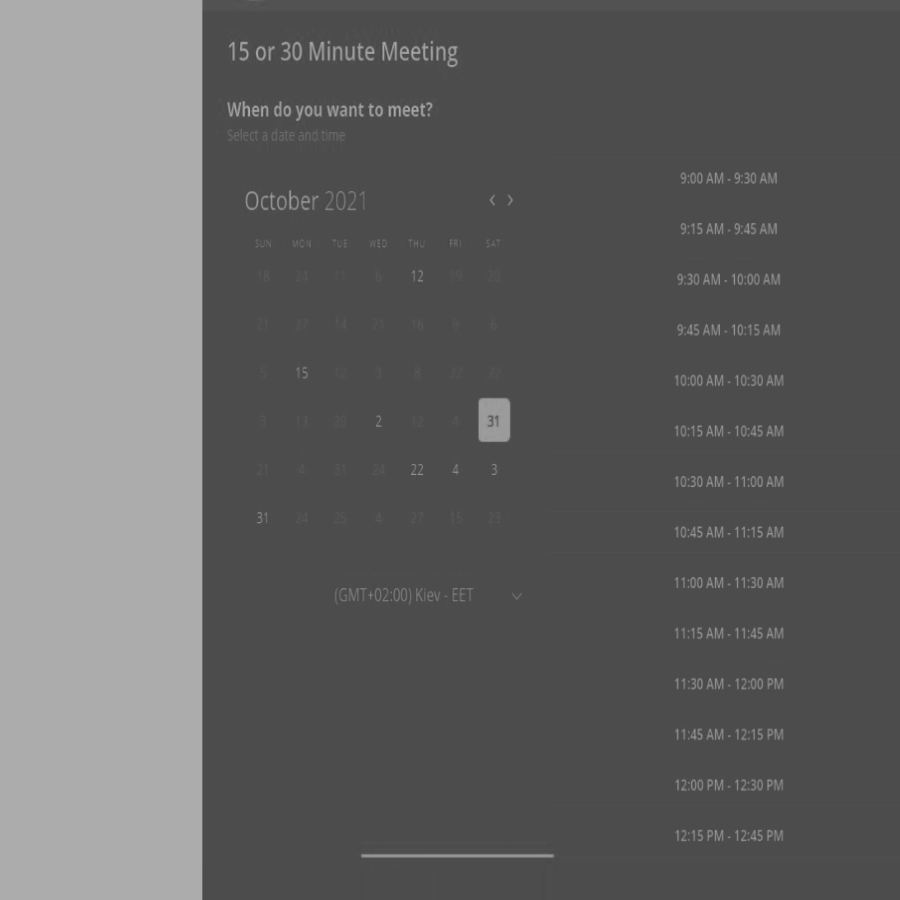 15 or 30 Minute Meeting
When do you want to meet?
Select a date and time
October 2021
SUN MON TUE WED THU FRI SAT
18 24 11 6 12 19 20
21 27 14 21 16 6
15 12 3 8 22 22
3 11 2 12 4 31
21 4 31 24 22 4 3
31 24 25 4 27 15 23
(GMT+02:00) Kiev - EET
9:00 AM - 9:30 AM
9:15 AM - 9:45 AM
9:30 AM - 10:00 AM
9:45 AM - 10:15 AM
10:00 AM - 10:30 AM
10:15 AM - 10:45 AM
10:30 AM - 11:00 AM
10:45 AM - 11:15 AM
11:00 AM - 11:30 AM
11:15 AM - 11:45 AM
11:30 AM - 12:00 PM
11:45 AM - 12:15 PM
12:00 PM - 12:30 PM
12:15 PM - 12:45 PM